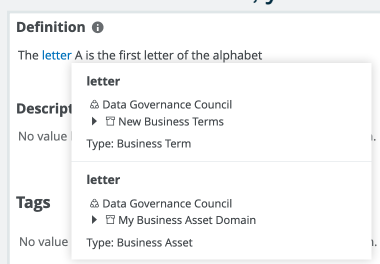 Definition
The letter A is the first letter of the alphabet
letter
Data Governance Council
New Business Terms
Type: Business Term
letter
Data Governance Council
My Business Asset Domain
Type: Business Asset
Descript
No value
Tags
No value